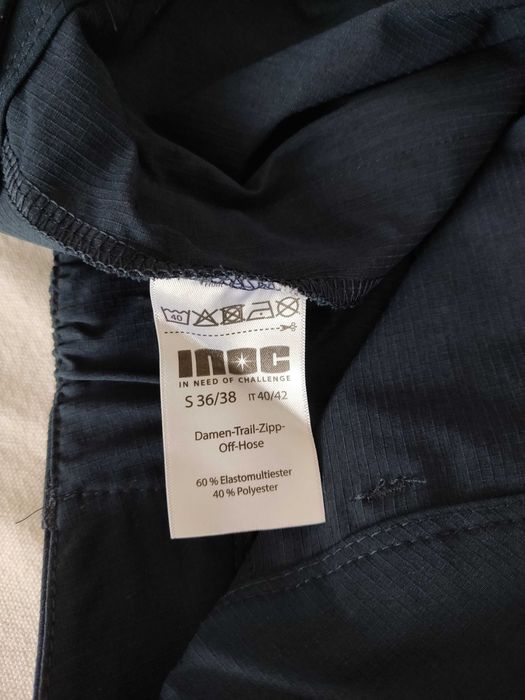 40
INOC
IN NEED OF CHALLENGE
S 36/38 IT 40/42
Damen-Trail-Zipp-
Off-Hose
60 % Elastomultiester
40 % Polyester